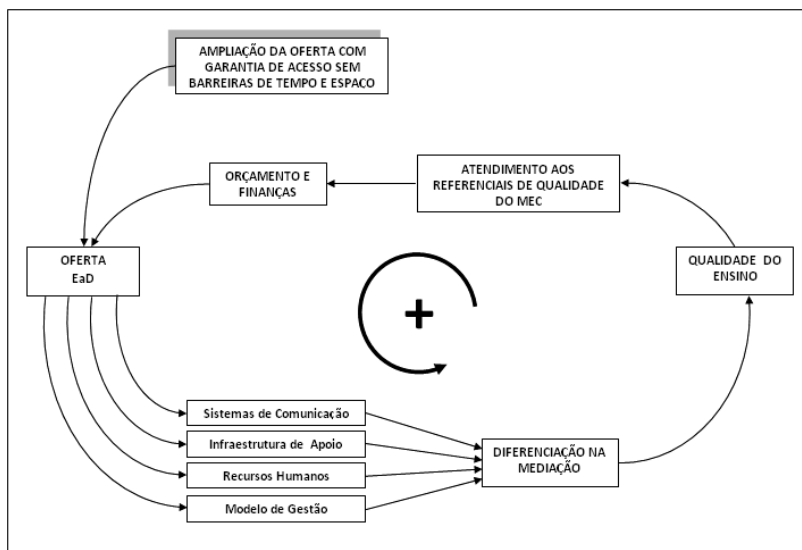 AMPLIAÇÃO DA OFERTA COM
GARANTIA DE ACESSO SEM
BARREIRAS DE TEMPO E ESPAÇO
ORÇAMENTO E
FINANÇAS
ATENDIMENTO AOS
REFERENCIAIS DE QUALIDADE
DO MEC
OFERTA
EaD
QUALIDADE DO
ENSINO
+
Sistemas de Comunicação
Infraestrutura de Apoio
Recursos Humanos
Modelo de Gestão
DIFERENCIAÇÃO NA
MEDIAÇÃO